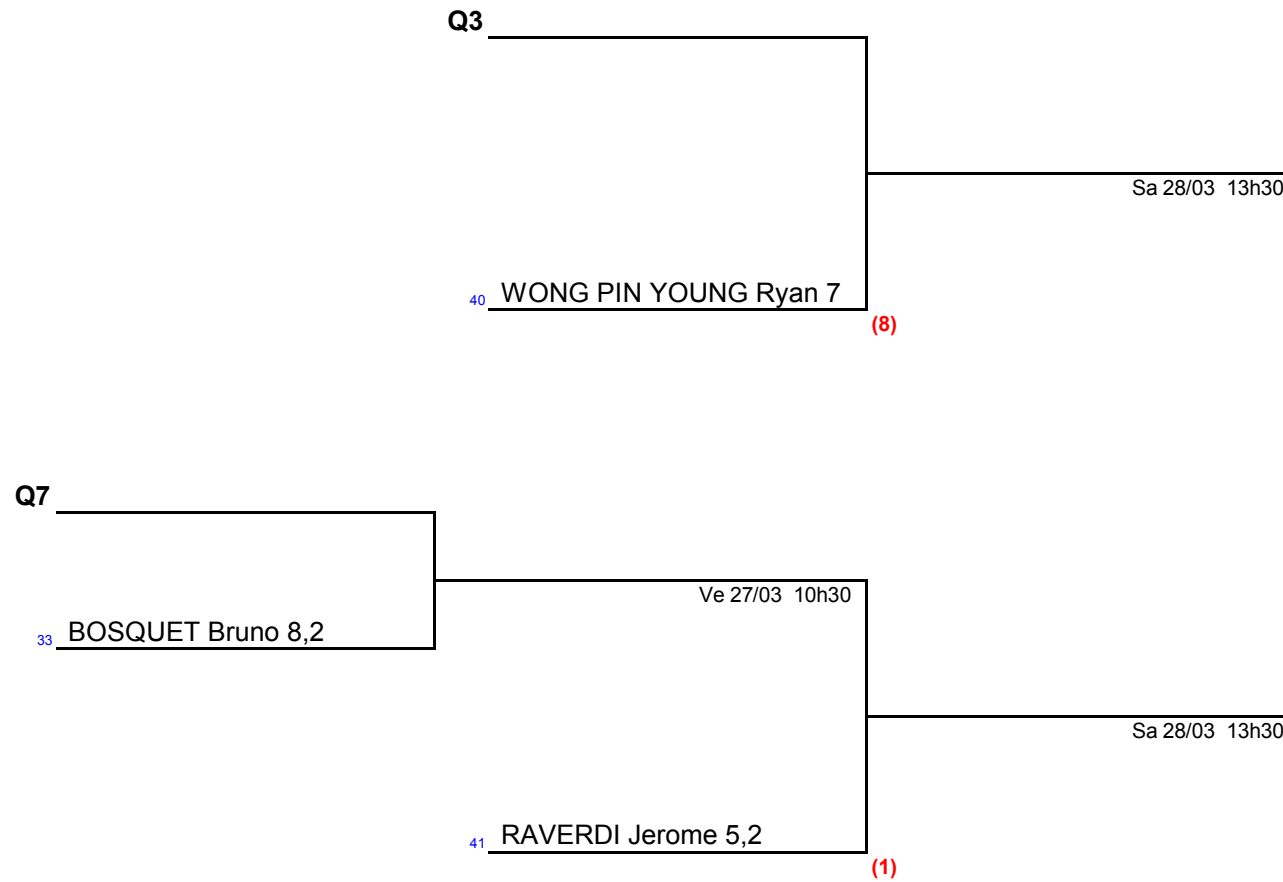 Q3
Sa 28/03 13h30
40 WONG PIN YOUNG Ryan 7
(8)
Q7
Ve 27/03 10h30
33 BOSQUET Bruno 8,2
Sa 28/03 13h30
41 RAVERDI Jerome 5,2
(1)